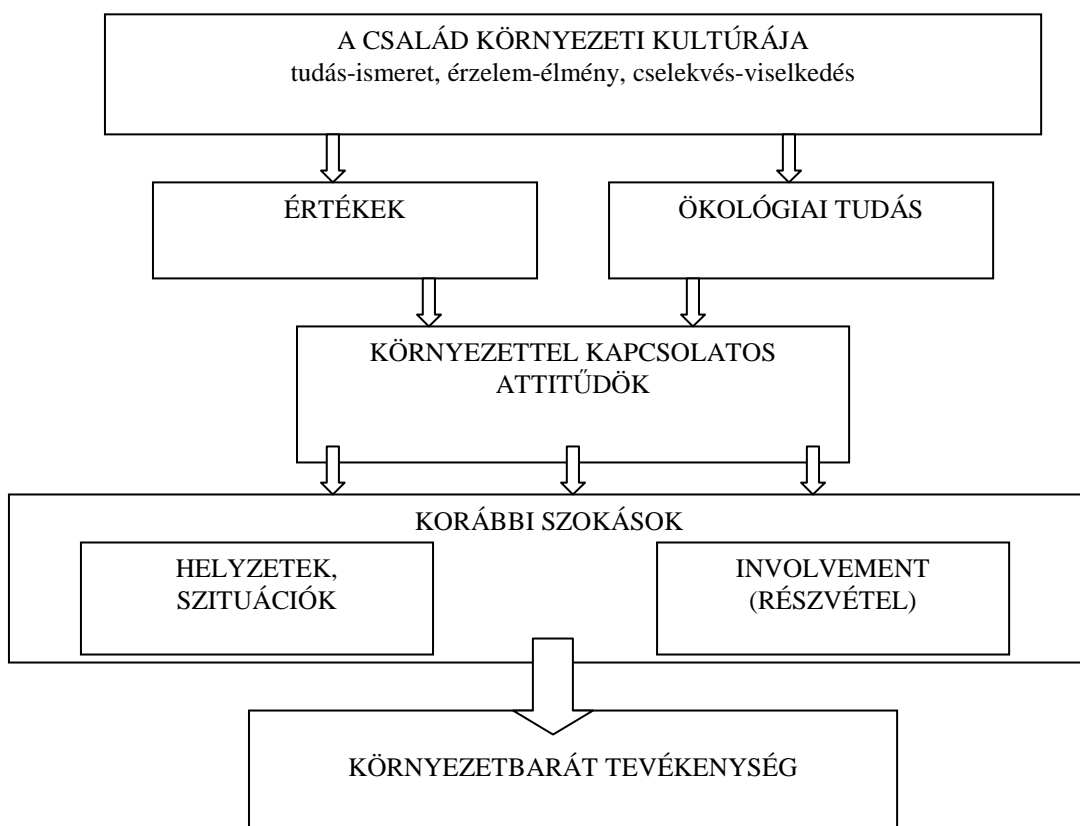 A CSALÁD KÖRNYEZETI KULTÚRÁJA
tudás-ismeret, érzelem-élmény, cselekvés-viselkedés
ÉRTÉKEK
ÖKOLÓGIAI TUDÁS
KÖRNYEZETTEL KAPCSOLATOS
ATTITŰDÖK
KORÁBBI SZOKÁSOK
HELYZETEK,
SZITUÁCIÓK
INVOLVEMENT
(RÉSZVÉTEL)
KÖRNYEZETBARÁT TEVÉKENYSÉG